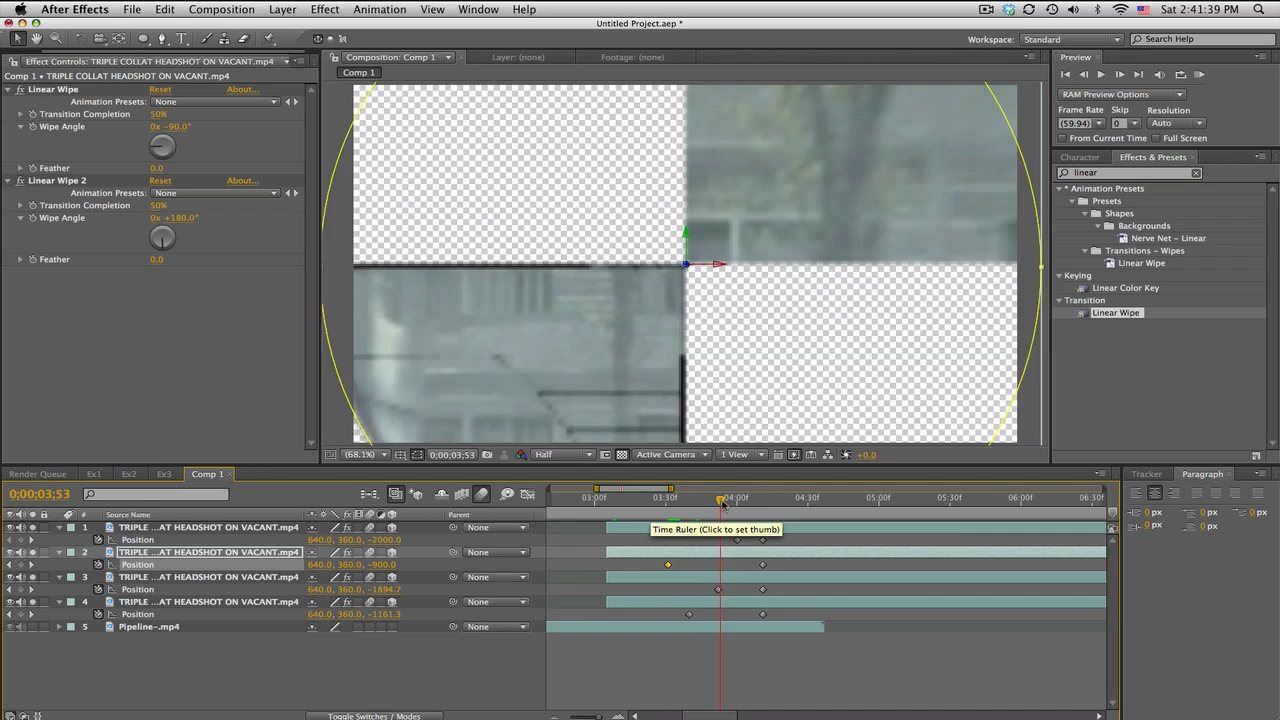 After Effects File Edit Composition Layer Effect Animation View Window Help Sat 2:41:39 PM
Untitled Project.aep *
Workspace: Standard Search Help
Effect Controls: TRIPLE COLLAT HEADSHOT ON VACANT.mp4
Composition: Comp 1 Layer: (none) Footage: (none)
Preview
Comp 1 • TRIPLE COLLAT HEADSHOT ON VACANT.mp4
Comp 1
Linear Wipe Reset About...
Animation Presets: None
Transition Completion 50%
Wipe Angle 0x -90.0°
Feather 0.0
Linear Wipe 2 Reset About...
Animation Presets: None
Transition Completion 50%
Wipe Angle 0x +180.0°
Feather 0.0
RAM Preview Options
Frame Rate Skip Resolution
(59.94) 0 Auto
From Current Time Full Screen
Character Effects & Presets
linear
* Animation Presets
Presets
Shapes
Backgrounds
Nerve Net – Linear
Transitions – Wipes
Linear Wipe
Keying
Linear Color Key
Transition
Linear Wipe
(68.1%) 0;00;03;53 Half Active Camera 1 View +0.0
Render Queue Ex1 Ex2 Ex3 Comp 1
Tracker Paragraph
0;00;03;53
03:00f 03:30f 04:00f 04:30f 05:00f 05:30f 06:00f 06:30f
# Source Name Parent
1 TRIPLE ...AT HEADSHOT ON VACANT.mp4 None
Position 640.0, 360.0, -2000.0
2 TRIPLE ...AT HEADSHOT ON VACANT.mp4 None
Position 640.0, 360.0, -900.0
3 TRIPLE ...AT HEADSHOT ON VACANT.mp4 None
Position 640.0, 360.0, -1894.7
4 TRIPLE ...AT HEADSHOT ON VACANT.mp4 None
Position 640.0, 360.0, -1161.3
5 Pipeline-.mp4 None
Time Ruler (Click to set thumb)
0 px 0 px 0 px
0 px 0 px
Toggle Switches / Modes